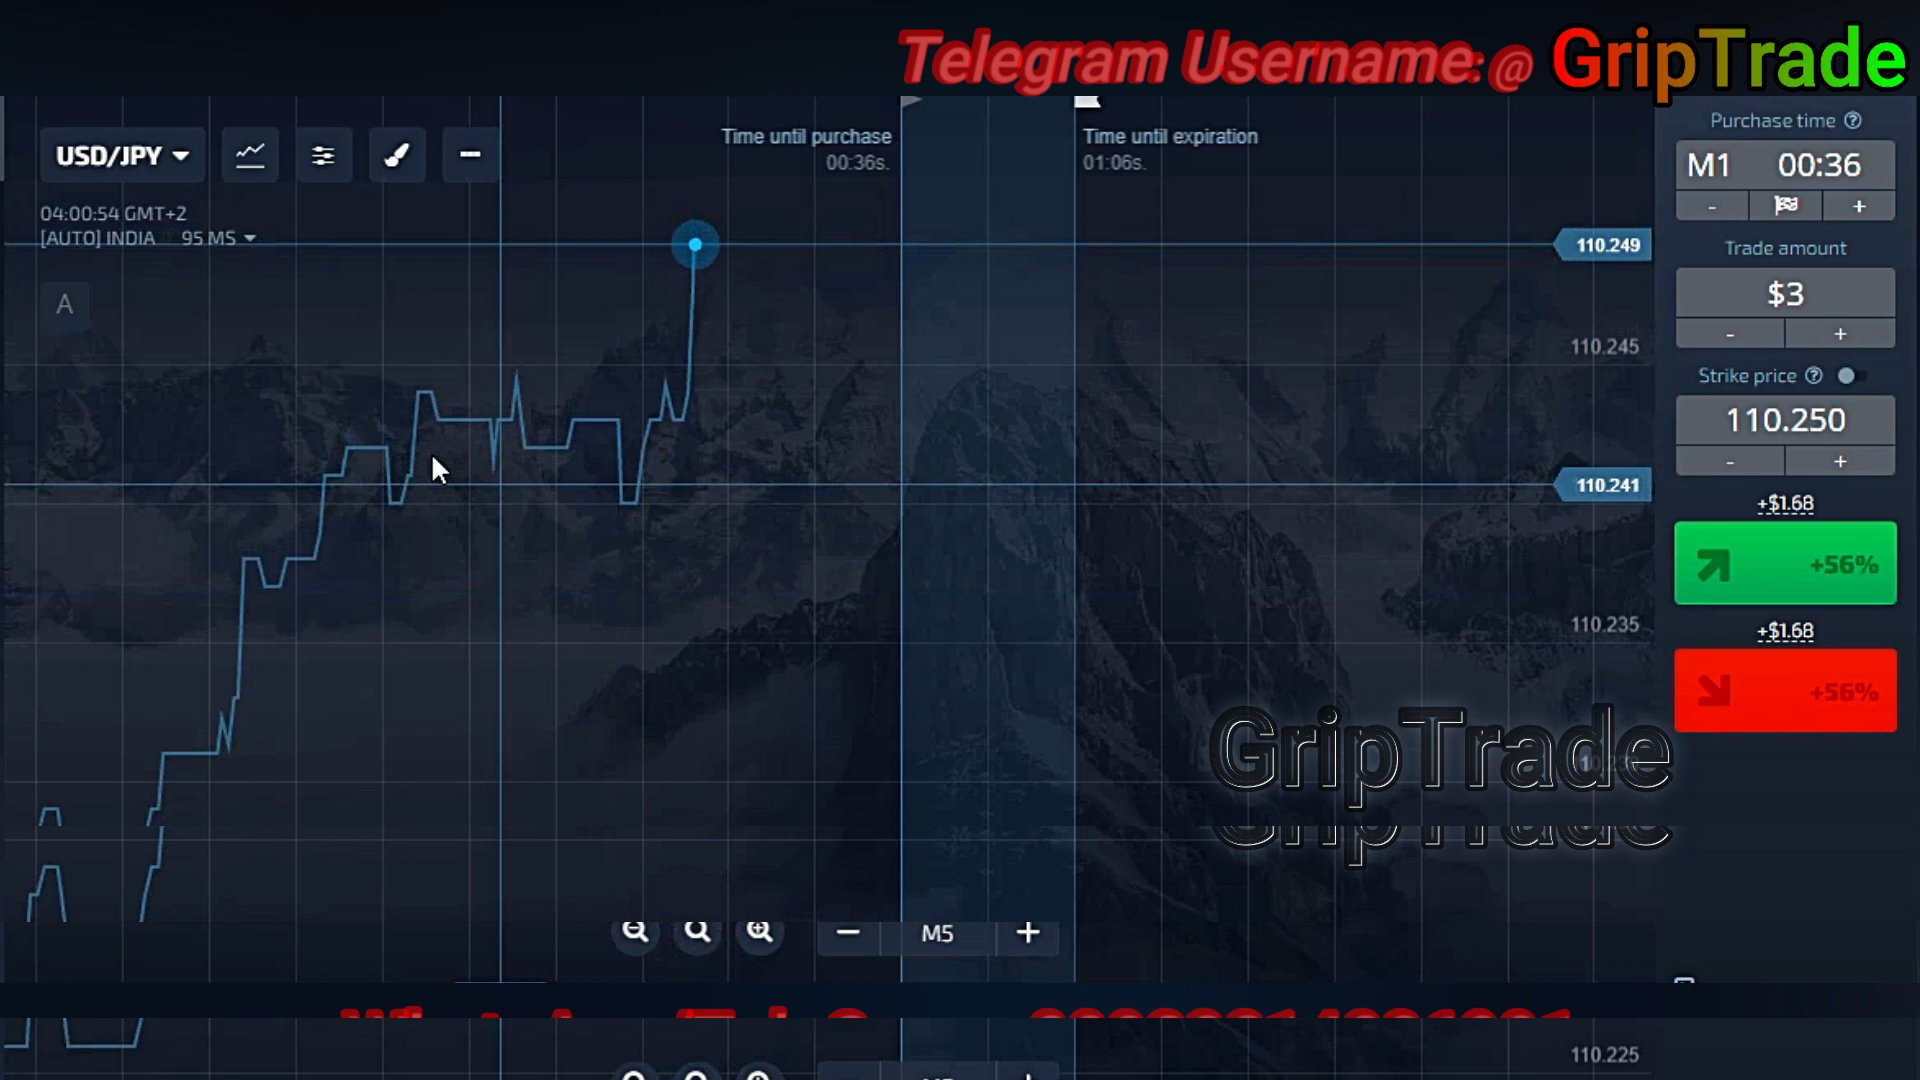 Telegram Username:@ GripTrade
USD/JPY
04:00:54 GMT+2
[AUTO] INDIA 95 MS
A
Time until purchase
00:36s.
Time until expiration
01:06s.
110.249
110.245
110.241
110.235
Purchase time
M1 00:36
- +
Trade amount
$3
- +
Strike price
110.250
- +
+$1.68
+56%
+$1.68
+56%
GripTrade
GripTrade
M5
110.225